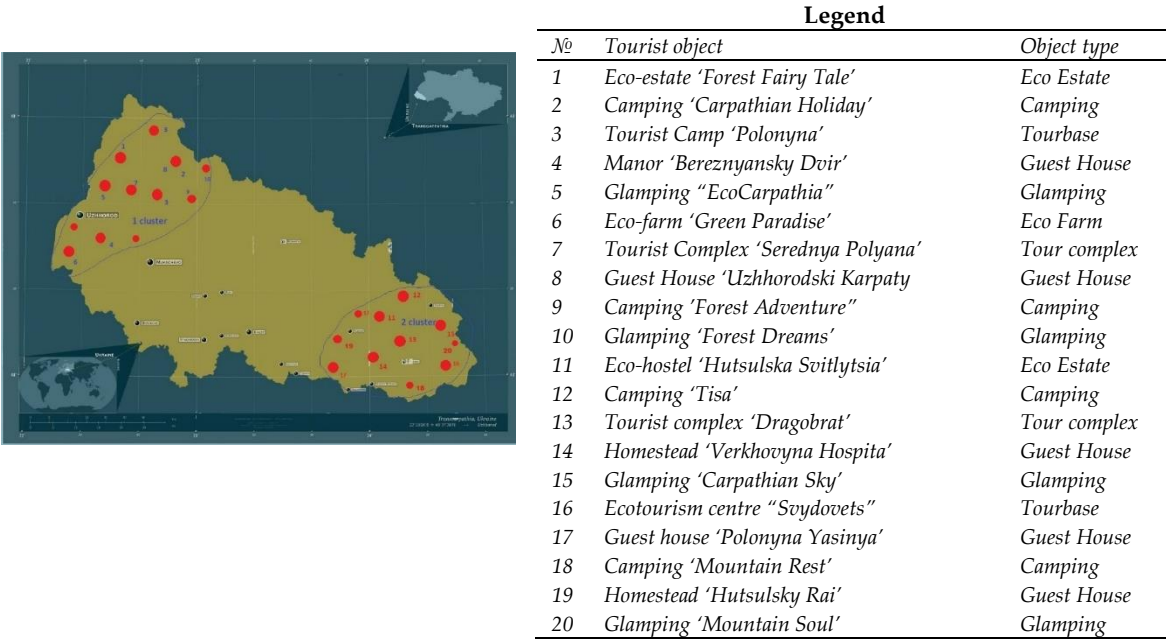 Legend
№ Tourist object Object type
1 Eco-estate ‘Forest Fairy Tale’ Eco Estate
2 Camping ‘Carpathian Holiday’ Camping
3 Tourist Camp ‘Polonyna’ Tourbase
4 Manor ‘Bereznyansky Dvir’ Guest House
5 Glamping “EcoCarpathia” Glamping
6 Eco-farm ‘Green Paradise’ Eco Farm
7 Tourist Complex ‘Serednya Polyana’ Tour complex
8 Guest House ‘Uzhhorodski Karpaty Guest House
9 Camping ’Forest Adventure” Camping
10 Glamping ‘Forest Dreams’ Glamping
11 Eco-hostel ‘Hutsulska Svitlytsia’ Eco Estate
12 Camping ‘Tisa’ Camping
13 Tourist complex ‘Dragobrat’ Tour complex
14 Homestead ‘Verkhovyna Hospita’ Guest House
15 Glamping ‘Carpathian Sky’ Glamping
16 Ecotourism centre “Svydovets” Tourbase
17 Guest house ‘Polonyna Yasinya’ Guest House
18 Camping ‘Mountain Rest’ Camping
19 Homestead ‘Hutsulsky Rai’ Guest House
20 Glamping ‘Mountain Soul’ Glamping
Transcarpathia
Uzhhorod
1 cluster
Mukachevo
2 cluster
Ukraine
Transcarpathia, Ukraine